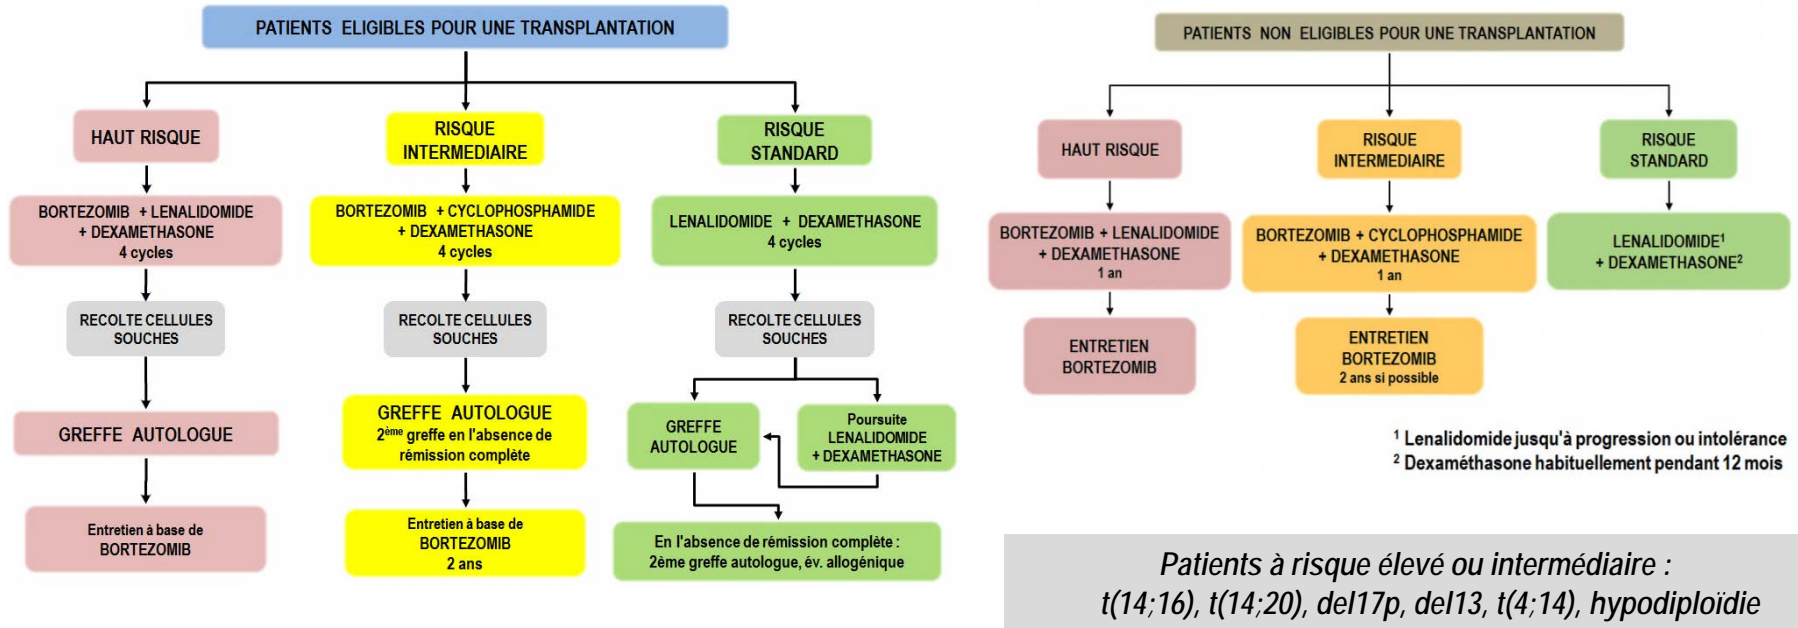 PATIENTS ELIGIBLES POUR UNE TRANSPLANTATION
HAUT RISQUE
RISQUE
INTERMEDIAIRE
RISQUE
STANDARD
BORTEZOMIB + LENALIDOMIDE
+ DEXAMETHASONE
4 cycles
BORTEZOMIB + CYCLOPHOSPHAMIDE
+ DEXAMETHASONE
4 cycles
LENALIDOMIDE + DEXAMETHASONE
4 cycles
RECOLTE CELLULES
SOUCHES
RECOLTE CELLULES
SOUCHES
RECOLTE CELLULES
SOUCHES
GREFFE AUTOLOGUE
GREFFE AUTOLOGUE
2ème greffe en l'absence de
rémission complète
GREFFE
AUTOLOGUE
Poursuite
LENALIDOMIDE
+ DEXAMETHASONE
Entretien à base de
BORTEZOMIB
Entretien à base de
BORTEZOMIB
2 ans
En l'absence de rémission complète :
2ème greffe autologue, év. allogénique
PATIENTS NON ELIGIBLES POUR UNE TRANSPLANTATION
HAUT RISQUE
RISQUE
INTERMEDIAIRE
RISQUE
STANDARD
BORTEZOMIB + LENALIDOMIDE
+ DEXAMETHASONE
1 an
BORTEZOMIB + CYCLOPHOSPHAMIDE
+ DEXAMETHASONE
1 an
LENALIDOMIDE¹
+ DEXAMETHASONE²
ENTRETIEN
BORTEZOMIB
ENTRETIEN
BORTEZOMIB
2 ans si possible
¹ Lenalidomide jusqu'à progression ou intolérance
² Dexaméthasone habituellement pendant 12 mois
Patients à risque élevé ou intermédiaire :
t(14;16), t(14;20), del17p, del13, t(4;14), hypodiploïdie